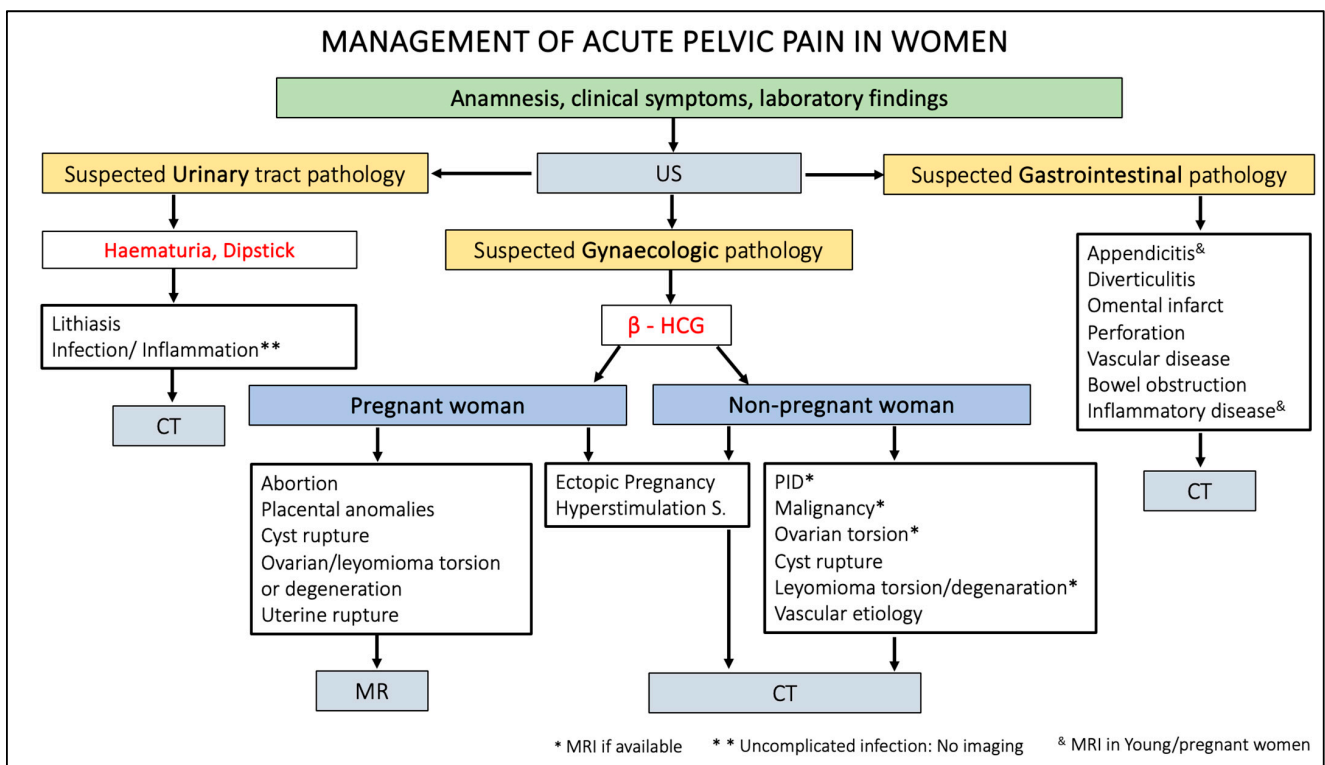 MANAGEMENT OF ACUTE PELVIC PAIN IN WOMEN
Anamnesis, clinical symptoms, laboratory findings
Suspected Urinary tract pathology
US
Suspected Gastrointestinal pathology
Haematuria, Dipstick
Suspected Gynaecologic pathology
Lithiasis
Infection/ Inflammation**
CT
β - HCG
Appendicitis&
Diverticulitis
Omental infarct
Perforation
Vascular disease
Bowel obstruction
Inflammatory disease&
CT
Pregnant woman
Non-pregnant woman
Abortion
Placental anomalies
Cyst rupture
Ovarian/leyomioma torsion
or degeneration
Uterine rupture
Ectopic Pregnancy
Hyperstimulation S.
PID*
Malignancy*
Ovarian torsion*
Cyst rupture
Leyomioma torsion/degenaration*
Vascular etiology
MR
CT
* MRI if available
* * Uncomplicated infection: No imaging
& MRI in Young/pregnant women